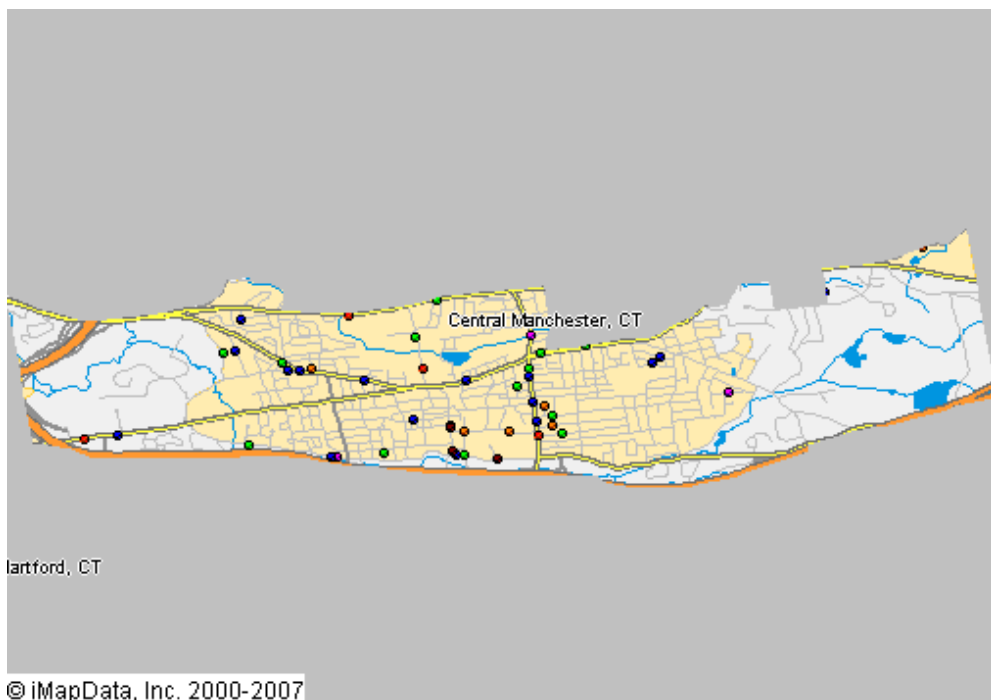 Central Manchester, CT
lartford, CT
© iMapData, Inc. 2000-2007